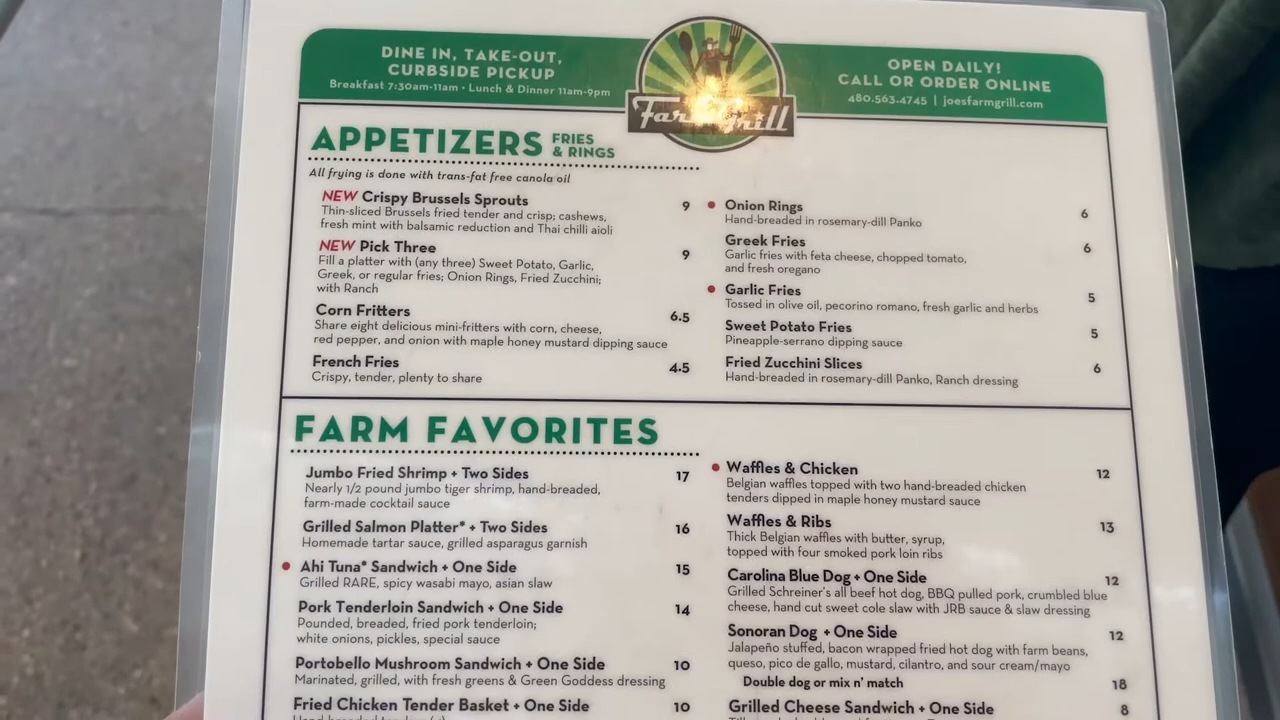 DINE IN, TAKE-OUT,
CURBSIDE PICKUP
Breakfast 7:30am-11am • Lunch & Dinner 11am-9pm
Farm Grill
OPEN DAILY!
CALL OR ORDER ONLINE
480.563.4745 | joesfarmgrill.com
APPETIZERS FRIES & RINGS
All frying is done with trans-fat free canola oil
NEW Crispy Brussels Sprouts 9
Thin-sliced Brussels fried tender and crisp; cashews,
fresh mint with balsamic reduction and Thai chilli aioli
NEW Pick Three 9
Fill a platter with (any three) Sweet Potato, Garlic,
Greek, or regular fries; Onion Rings, Fried Zucchini;
with Ranch
Corn Fritters 6.5
Share eight delicious mini-fritters with corn, cheese,
red pepper, and onion with maple honey mustard dipping sauce
French Fries 4.5
Crispy, tender, plenty to share
Onion Rings 6
Hand-breaded in rosemary-dill Panko
Greek Fries 6
Garlic fries with feta cheese, chopped tomato,
and fresh oregano
Garlic Fries 5
Tossed in olive oil, pecorino romano, fresh garlic and herbs
Sweet Potato Fries 5
Pineapple-serrano dipping sauce
Fried Zucchini Slices 6
Hand-breaded in rosemary-dill Panko, Ranch dressing
FARM FAVORITES
Jumbo Fried Shrimp + Two Sides 17
Nearly 1/2 pound jumbo tiger shrimp, hand-breaded,
farm-made cocktail sauce
Grilled Salmon Platter* + Two Sides 16
Homemade tartar sauce, grilled asparagus garnish
Ahi Tuna* Sandwich + One Side 15
Grilled RARE, spicy wasabi mayo, asian slaw
Pork Tenderloin Sandwich + One Side 14
Pounded, breaded, fried pork tenderloin;
white onions, pickles, special sauce
Portobello Mushroom Sandwich + One Side 10
Marinated, grilled, with fresh greens & Green Goddess dressing
Fried Chicken Tender Basket + One Side 10
Waffles & Chicken 12
Belgian waffles topped with two hand-breaded chicken
tenders dipped in maple honey mustard sauce
Waffles & Ribs 13
Thick Belgian waffles with butter, syrup,
topped with four smoked pork loin ribs
Carolina Blue Dog + One Side 12
Grilled Schreiner's all beef hot dog, BBQ pulled pork, crumbled blue
cheese, hand cut sweet cole slaw with JRB sauce & slaw dressing
Sonoran Dog + One Side 12
Jalapeño stuffed, bacon wrapped fried hot dog with farm beans,
queso, pico de gallo, mustard, cilantro, and sour cream/mayo
Double dog or mix n' match 18
Grilled Cheese Sandwich + One Side 8